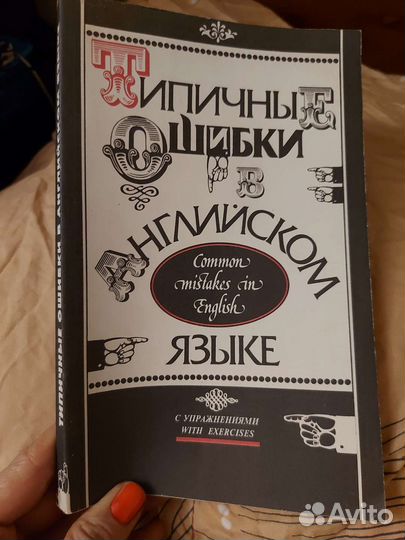 ТИПИЧНЫЕ ОШИБКИ В АНГЛИЙСКОМ ЯЗЫКЕ
ТИПИЧНЫЕ
ОШИБКИ
В
АНГЛИЙСКОМ
Common
mistakes in
English
ЯЗЫКЕ
С УПРАЖНЕНИЯМИ
WITH EXERCISES
Avito